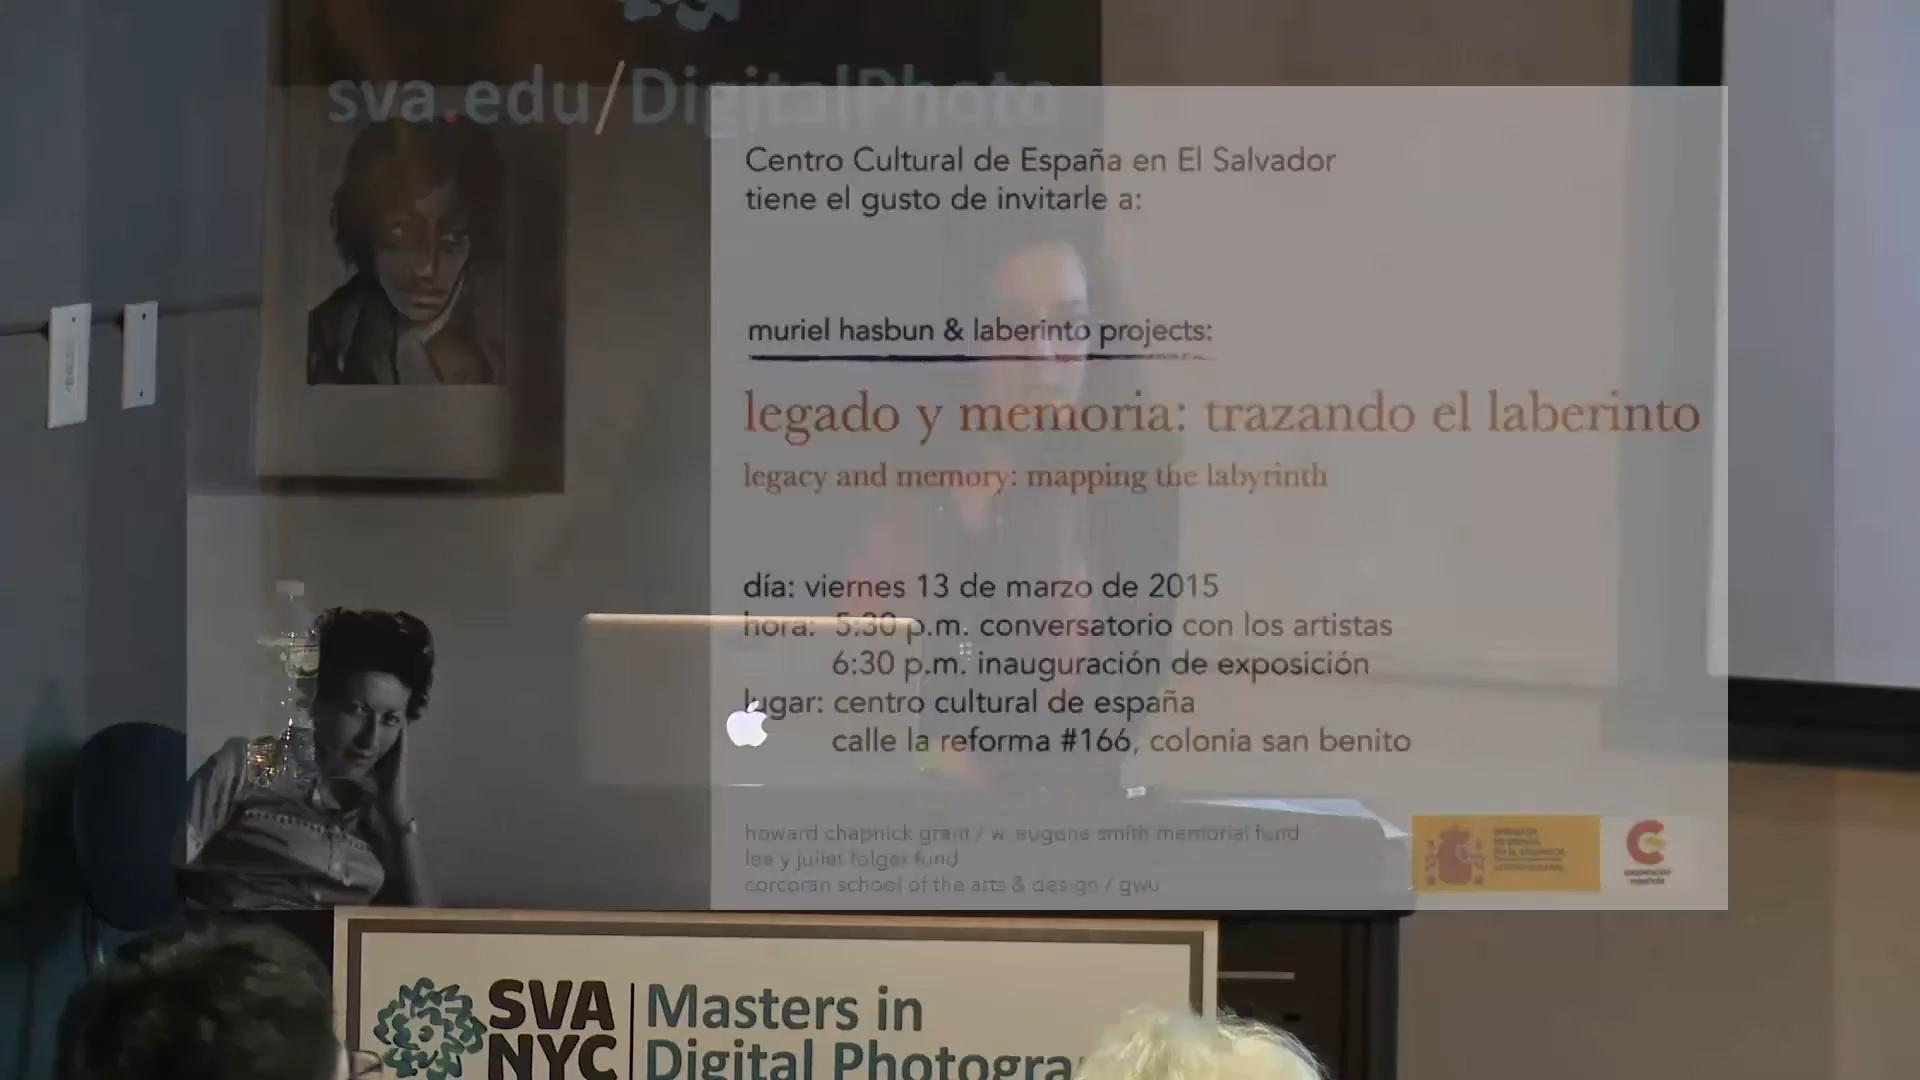 sva.edu/DigitalPhoto
Centro Cultural de España en El Salvador
tiene el gusto de invitarle a:
muriel hasbun & laberinto projects:
legado y memoria: trazando el laberinto
legacy and memory: mapping the labyrinth
día: viernes 13 de marzo de 2015
hora: 5:30 p.m. conversatorio con los artistas
6:30 p.m. inauguración de exposición
lugar: centro cultural de españa
calle la reforma #166, colonia san benito
howard chapnick grant / w. eugene smith memorial fund
lee y juliet folger fund
corcoran school of the arts & design / gwu
cooperación
española
SVA
NYC
Masters in
Digital Photogra